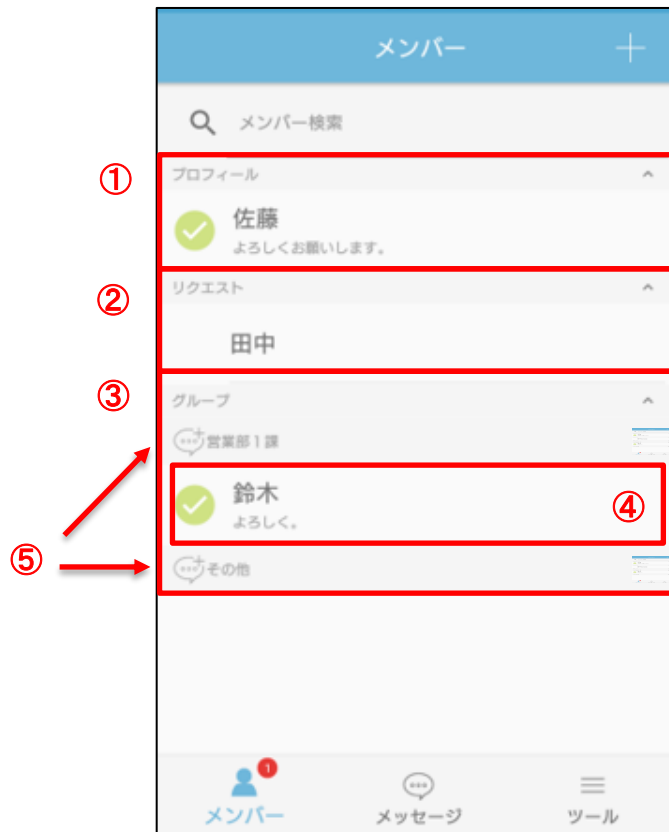 メンバー
メンバー検索
①
プロフィール
佐藤
よろしくお願いします。
②
リクエスト
田中
③
グループ
営業部1課
鈴木
よろしく。
④
⑤
その他
1
メンバー
メッセージ
ツール